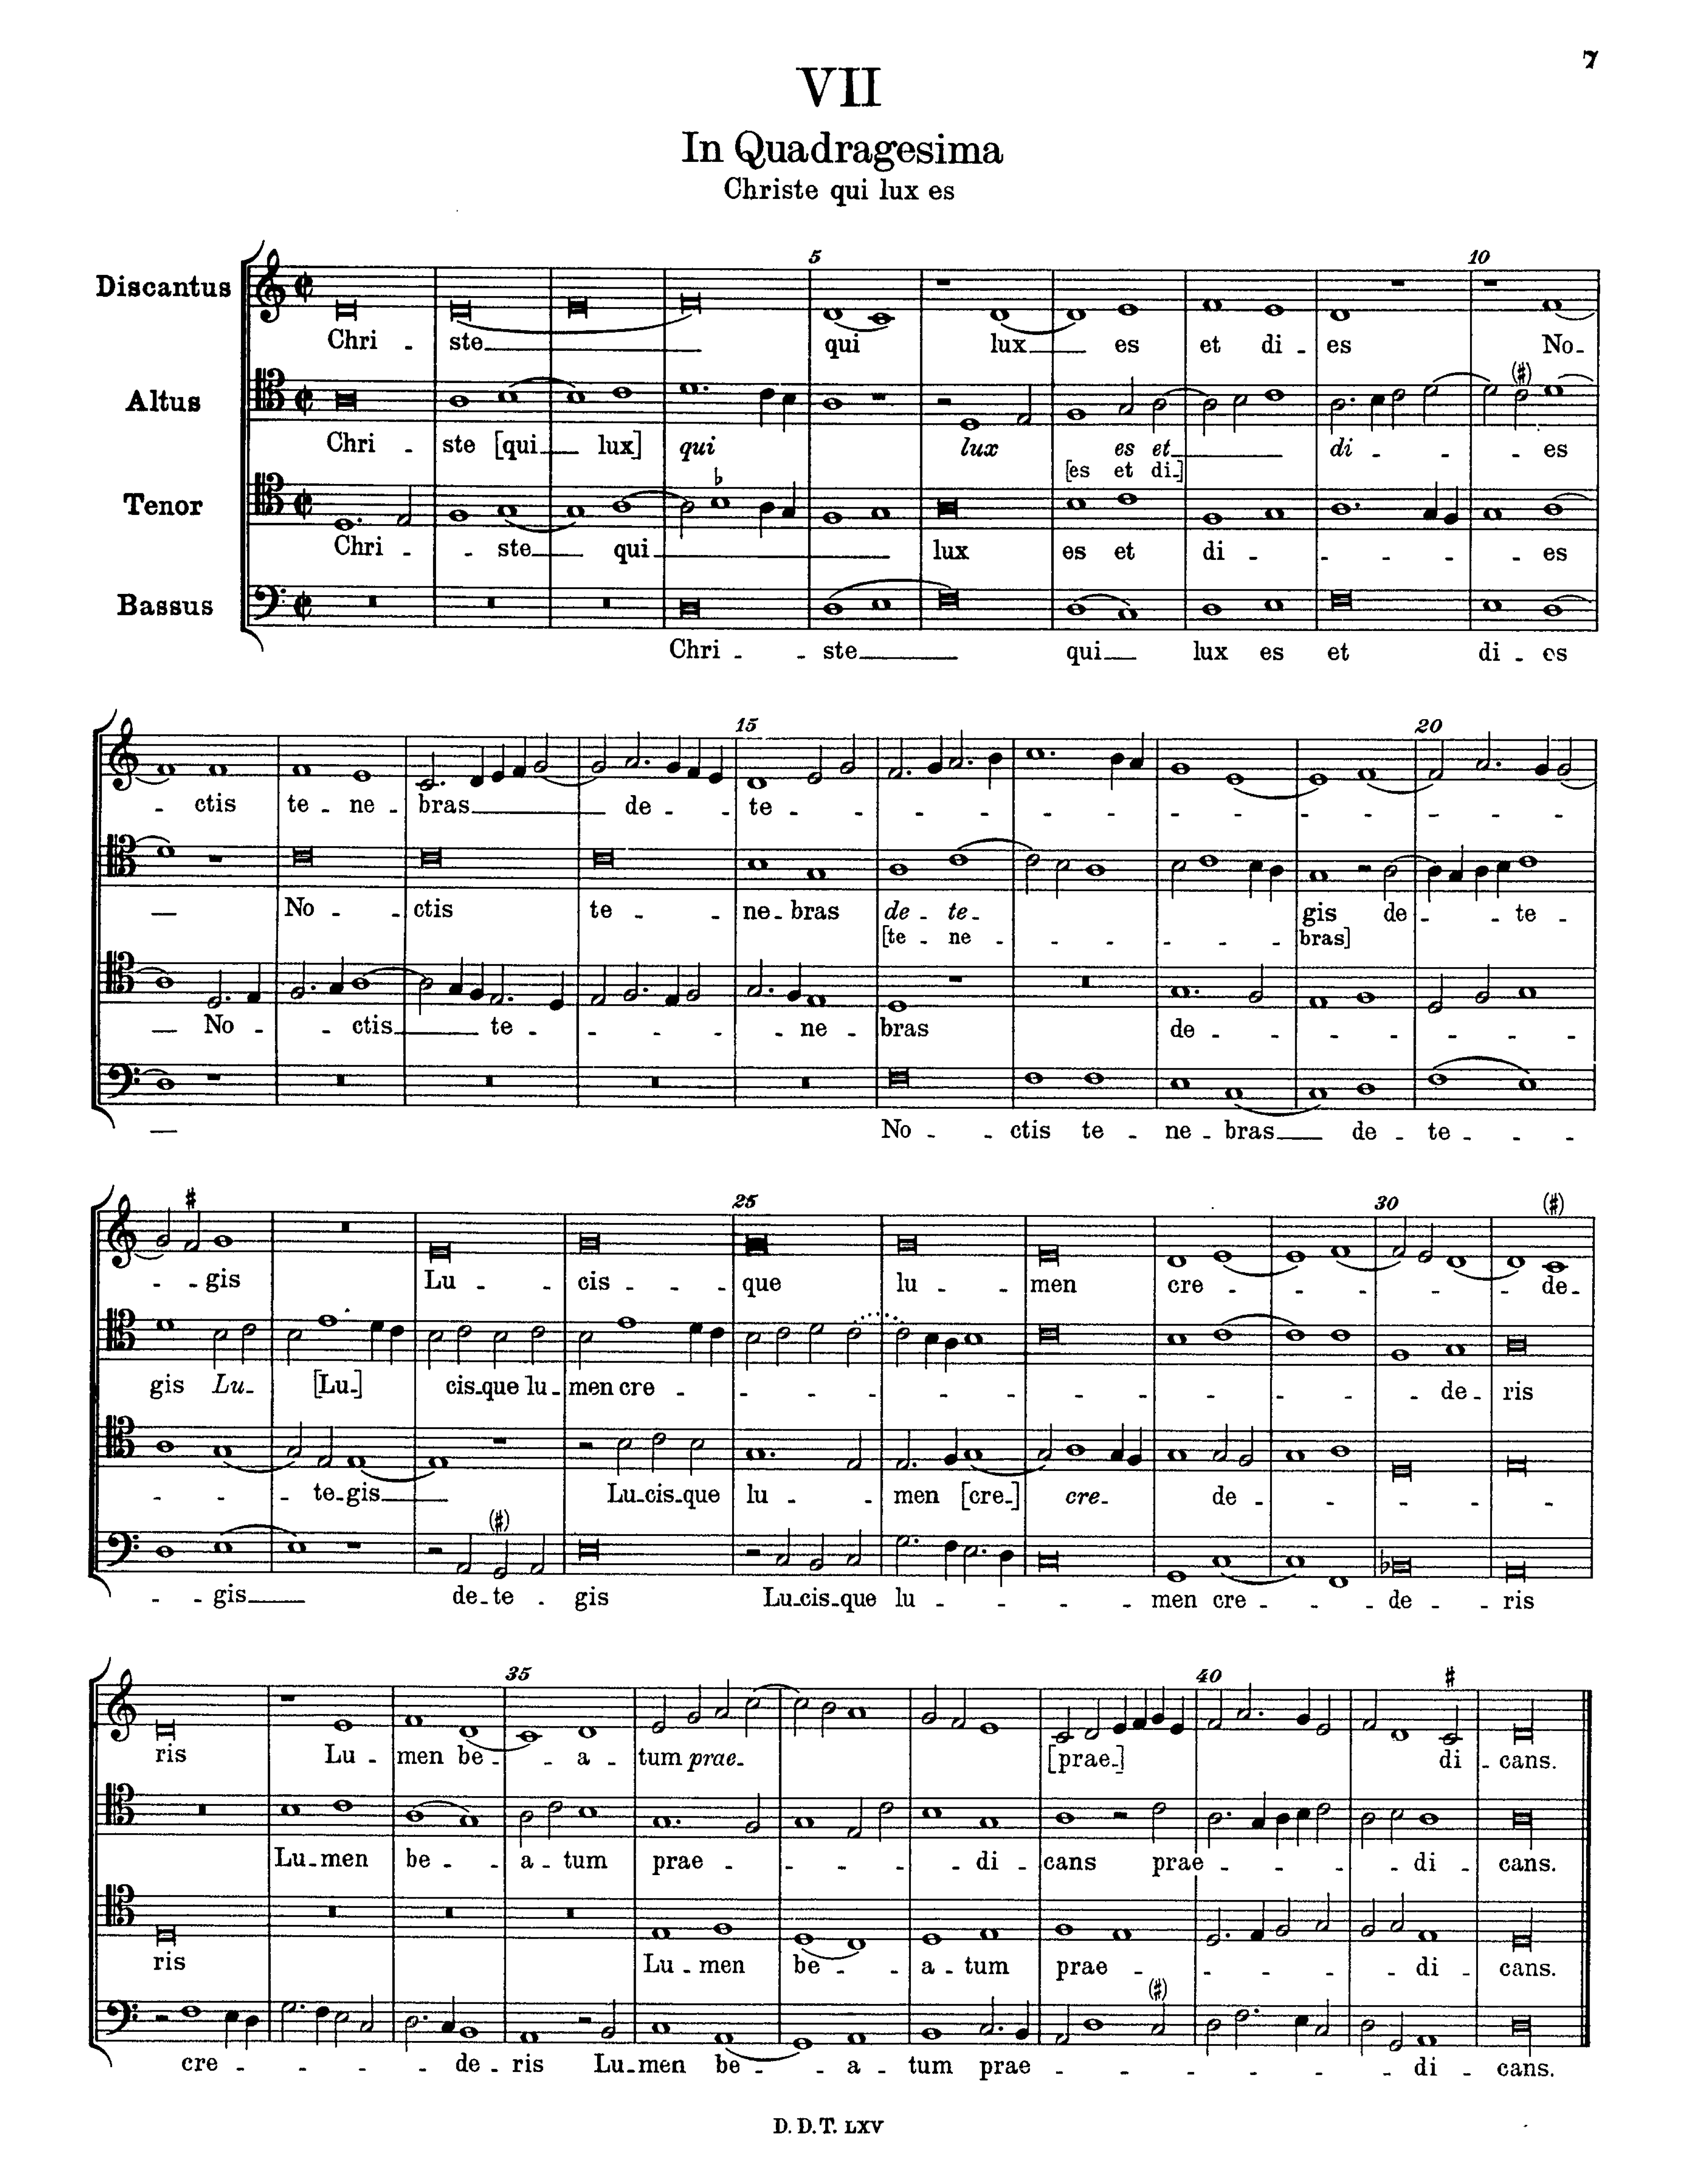 7
VII
In Quadragesima
Christe qui lux es
5 10
Discantus
Chri - ste qui lux es et di - es No -
Altus
Chri - ste [qui lux] qui lux es et di - - - - es
[es et di-]
Tenor
Chri - - ste qui lux es et di - - - - - es
Bassus
Chri - - ste qui lux es et di - es
15 20
- ctis te - ne - bras de - - te - - - - - - - - - -
No - - ctis te - - ne - bras de - te - gis de - - - te -
[te - ne - - - - - - bras]
No - - ctis te - - - - - - ne - bras de - - - - - - -
No - - ctis te - ne - bras de - te - - -
25 30
- - gis Lu - - cis - - que lu - - men cre - - - - - - de -
gis Lu - [Lu-] cis - que lu - men cre - - - - - - - - - - de - ris
- - - te - gis Lu - cis - que lu - - men [cre-] cre - de - - - - - -
- - gis de - te - gis Lu - cis - que lu - - - - men cre - - - de - - ris
35 40
ris Lu - men be - - a - tum prae - [prae-] di - cans.
Lu - men be - - a - tum prae - - - - - di - cans prae - - - - - di - cans.
ris Lu - men be - - a - tum prae - - - - - - di - cans.
cre - - - - - de - ris Lu - men be - - a - tum prae - - - - - - - di - cans.
D. D. T. LXV